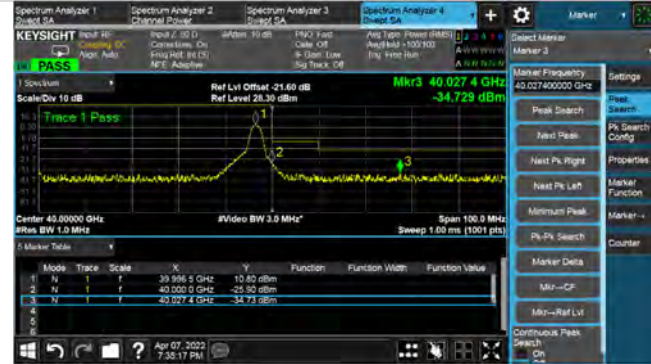 Spectrum Analyzer 1
Swept SA
Spectrum Analyzer 2
Channel Power
Spectrum Analyzer 3
Swept SA
Spectrum Analyzer 4
Swept SA
+
Marker
KEYSIGHT
Input: RF
Coupling: DC
Align: Auto
Input Z: 50 Ω
Corrections: On
Freq Ref: Int (S)
NFE: Adaptive
PNO: Fast
Gate: Off
IF Gain: Low
Sig Track: Off
Avg Type: Power (RMS)
Avg|Hold: >100/100
Trig: Free Run
PASS
Select Marker
Marker 3
1 Spectrum
Scale/Div 10 dB
Ref Lvl Offset -21.60 dB
Ref Level 28.30 dBm
Mkr3 40.027 4 GHz
-34.729 dBm
Trace 1 Pass
1
2
3
Center 40.00000 GHz
#Res BW 1.0 MHz
#Video BW 3.0 MHz*
Span 100.0 MHz
Sweep 1.00 ms (1001 pts)
5 Marker Table
Mode Trace Scale X Y Function Function Width Function Value
1 N 1 f 39.996 5 GHz 10.80 dBm
2 N 1 f 40.000 0 GHz -25.90 dBm
3 N 1 f 40.027 4 GHz -34.73 dBm
4
5
6
Marker Frequency
40.027400000 GHz
Peak Search
Next Peak
Next Pk Right
Next Pk Left
Minimum Peak
Pk-Pk Search
Marker Delta
Mkr→CF
Mkr→Ref Lvl
Continuous Peak
Search
On
Off
Settings
Peak
Search
Pk Search
Config
Properties
Marker
Function
Marker→
Counter
?
Apr 07, 2022
7:35:17 PM